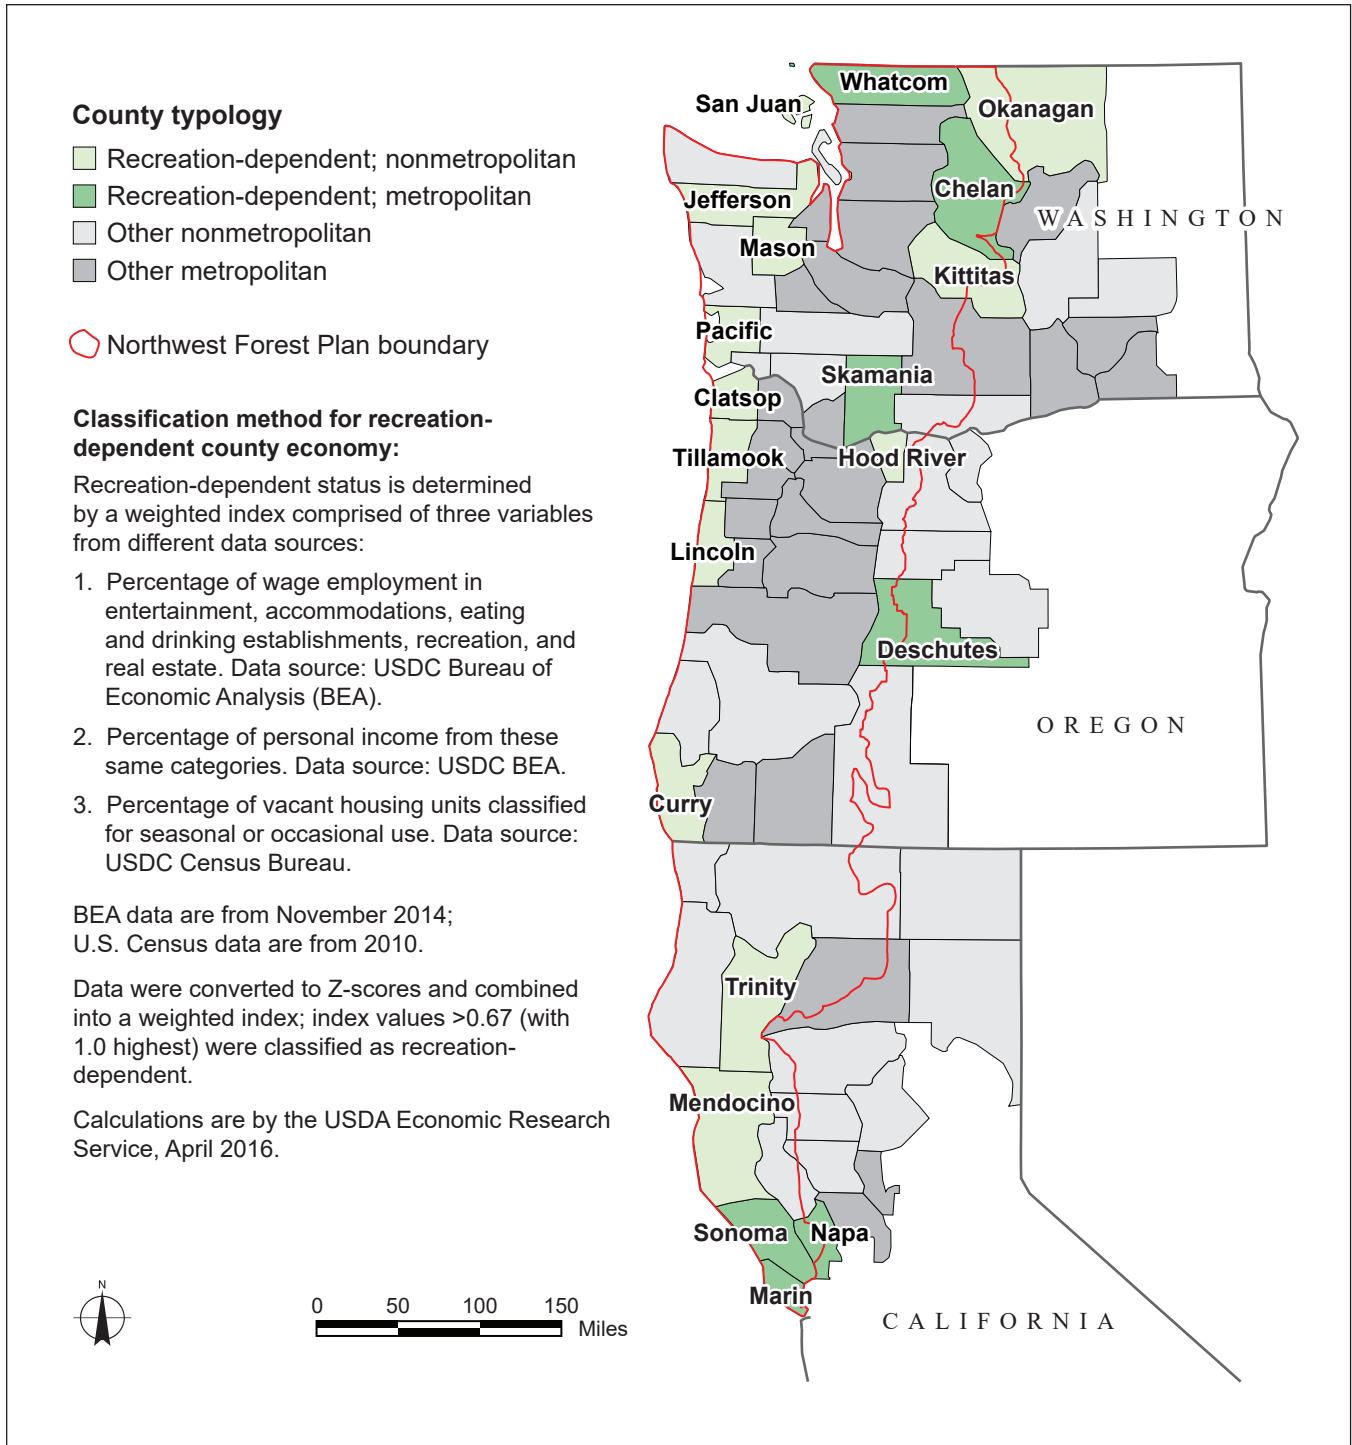 County typology
Recreation-dependent; nonmetropolitan
Recreation-dependent; metropolitan
Other nonmetropolitan
Other metropolitan
Northwest Forest Plan boundary
Classification method for recreation-
dependent county economy:
Recreation-dependent status is determined
by a weighted index comprised of three variables
from different data sources:
1. Percentage of wage employment in
entertainment, accommodations, eating
and drinking establishments, recreation, and
real estate. Data source: USDC Bureau of
Economic Analysis (BEA).
2. Percentage of personal income from these
same categories. Data source: USDC BEA.
3. Percentage of vacant housing units classified
for seasonal or occasional use. Data source:
USDC Census Bureau.
BEA data are from November 2014;
U.S. Census data are from 2010.
Data were converted to Z-scores and combined
into a weighted index; index values >0.67 (with
1.0 highest) were classified as recreation-
dependent.
Calculations are by the USDA Economic Research
Service, April 2016.
N
0 50 100 150
Miles
Whatcom
San Juan
Okanagan
Chelan
Jefferson
WASHINGTON
Mason
Kittitas
Pacific
Skamania
Clatsop
Tillamook
Hood River
Lincoln
Deschutes
OREGON
Curry
Trinity
Mendocino
Sonoma
Napa
Marin
CALIFORNIA